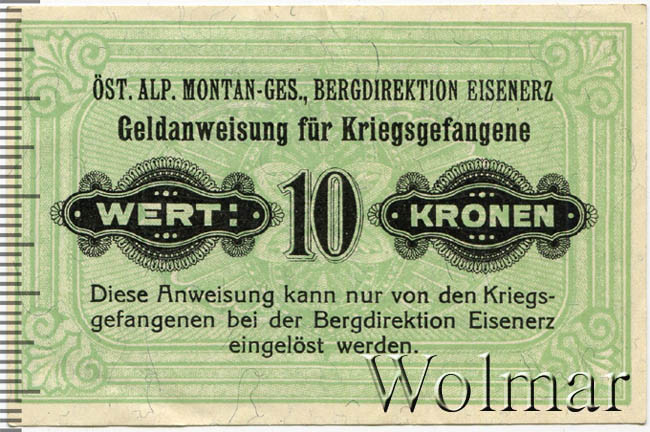 ÖST. ALP. MONTAN-GES., BERGDIREKTION EISENERZ
Geldanweisung für Kriegsgefangene
WERT: 10 KRONEN
Diese Anweisung kann nur von den Kriegs-
gefangenen bei der Bergdirektion Eisenerz
eingelöst werden.
Wolmar